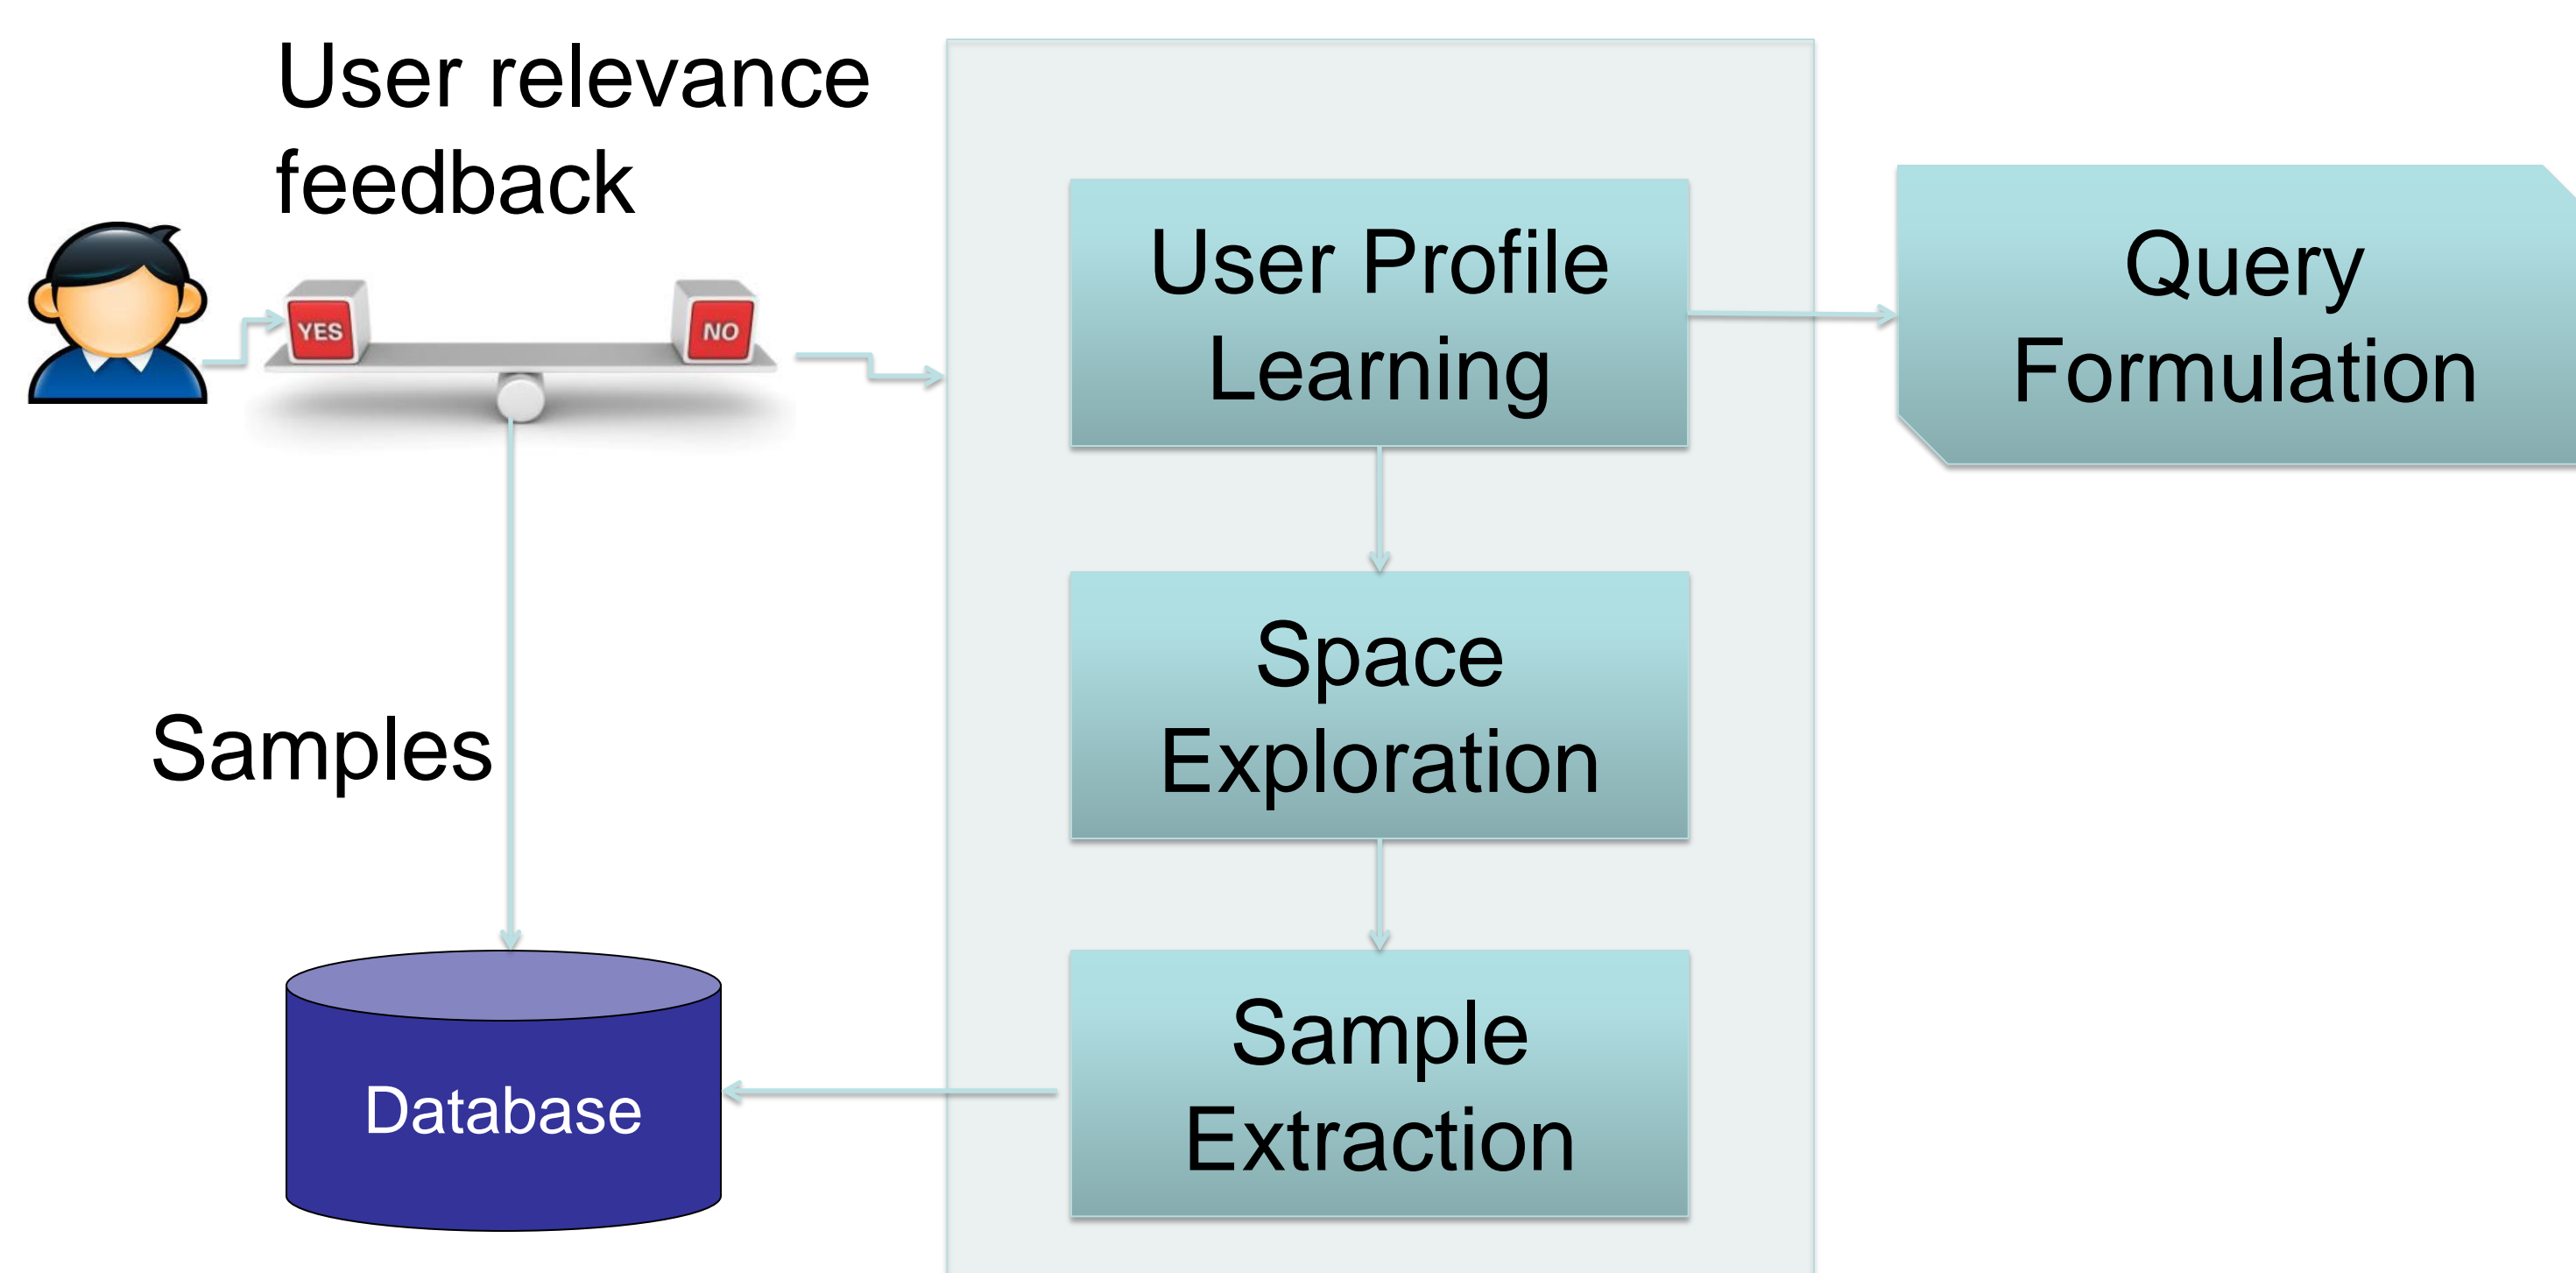 User relevance
feedback
YES
NO
User Profile
Learning
Query
Formulation
Space
Exploration
Samples
Sample
Extraction
Database